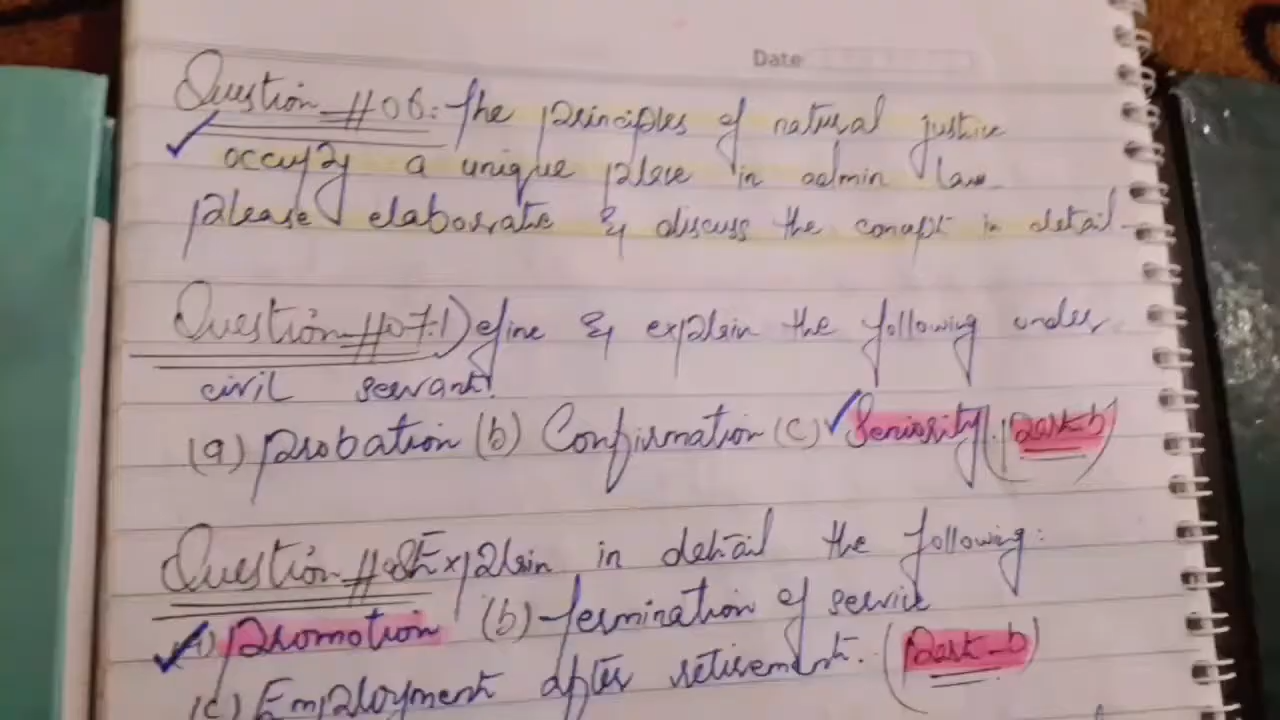 Date
Question #06: The principles of natural justice
occupy a unique place in admin law
please elaborate & discuss the concept in detail.
Question #07: Define & explain the following under
civil servant:
(a) Probation (b) Confirmation (c) Seniority. (part-b)
Question #08: Explain in detail the following:
(a) promotion (b) Termination of service
(c) Employment after retirement. (part-b)